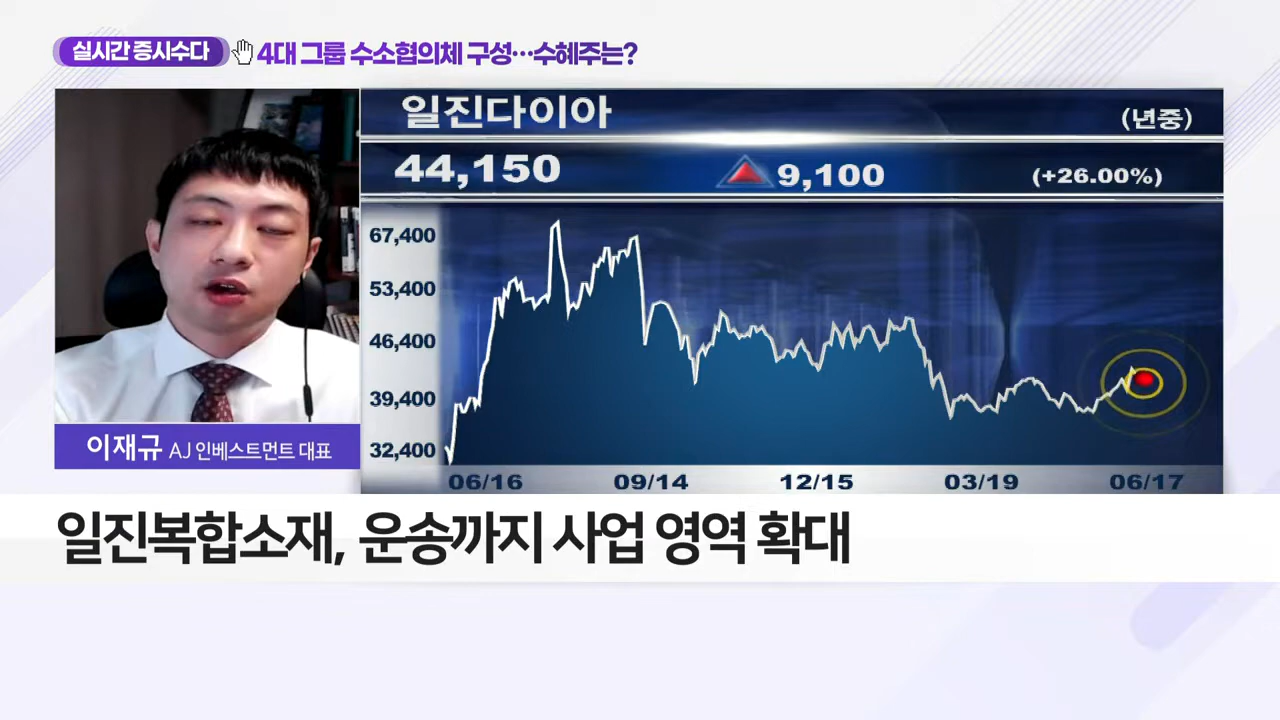 실시간 증시수다 4대 그룹 수소협의체 구성…수혜주는?
일진다이아 (년중)
44,150 9,100 (+26.00%)
67,400
53,400
46,400
39,400
32,400
06/16 09/14 12/15 03/19 06/17
이재규 AJ 인베스트먼트 대표
일진복합소재, 운송까지 사업 영역 확대